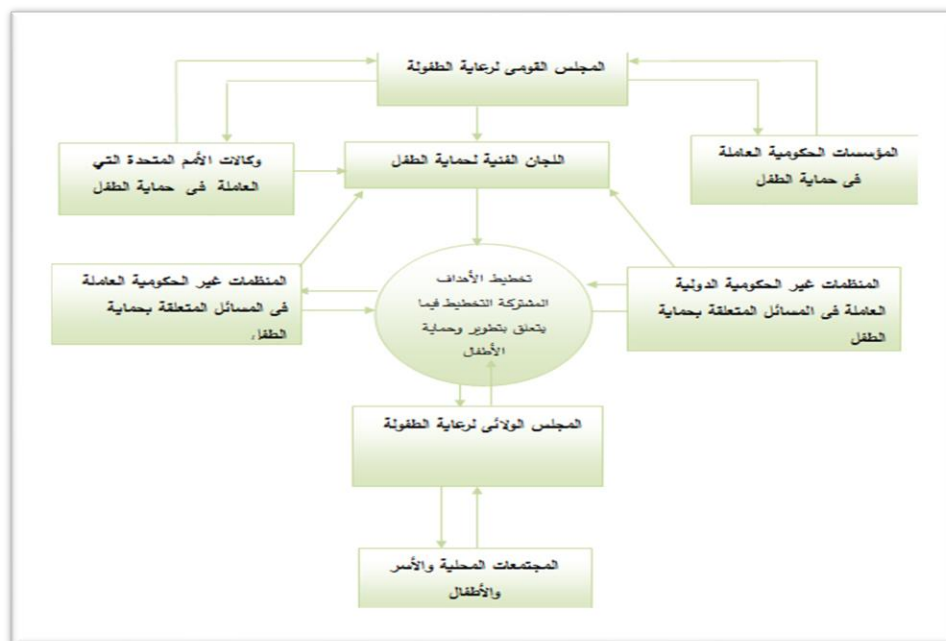 المجلس القومى لرعاية الطفولة
المؤسسات الحكومية العاملة
فى حماية الطفل
اللجان الفنية لحماية الطفل
وكالات الأمم المتحدة التي
العاملة فى حماية الطفل
المنظمات غير الحكومية الدولية
العاملة فى المسائل المتعلقة بحماية
الطفل
تخطيط الأهداف
المشتركة التخطيط فيما
يتعلق بتطوير وحماية
الأطفال
المنظمات غير الحكومية العاملة
فى المسائل المتعلقة بحماية
الطفل.
المجلس الولائى لرعاية الطفولة
المجتمعات المحلية والأسر
والأطفال